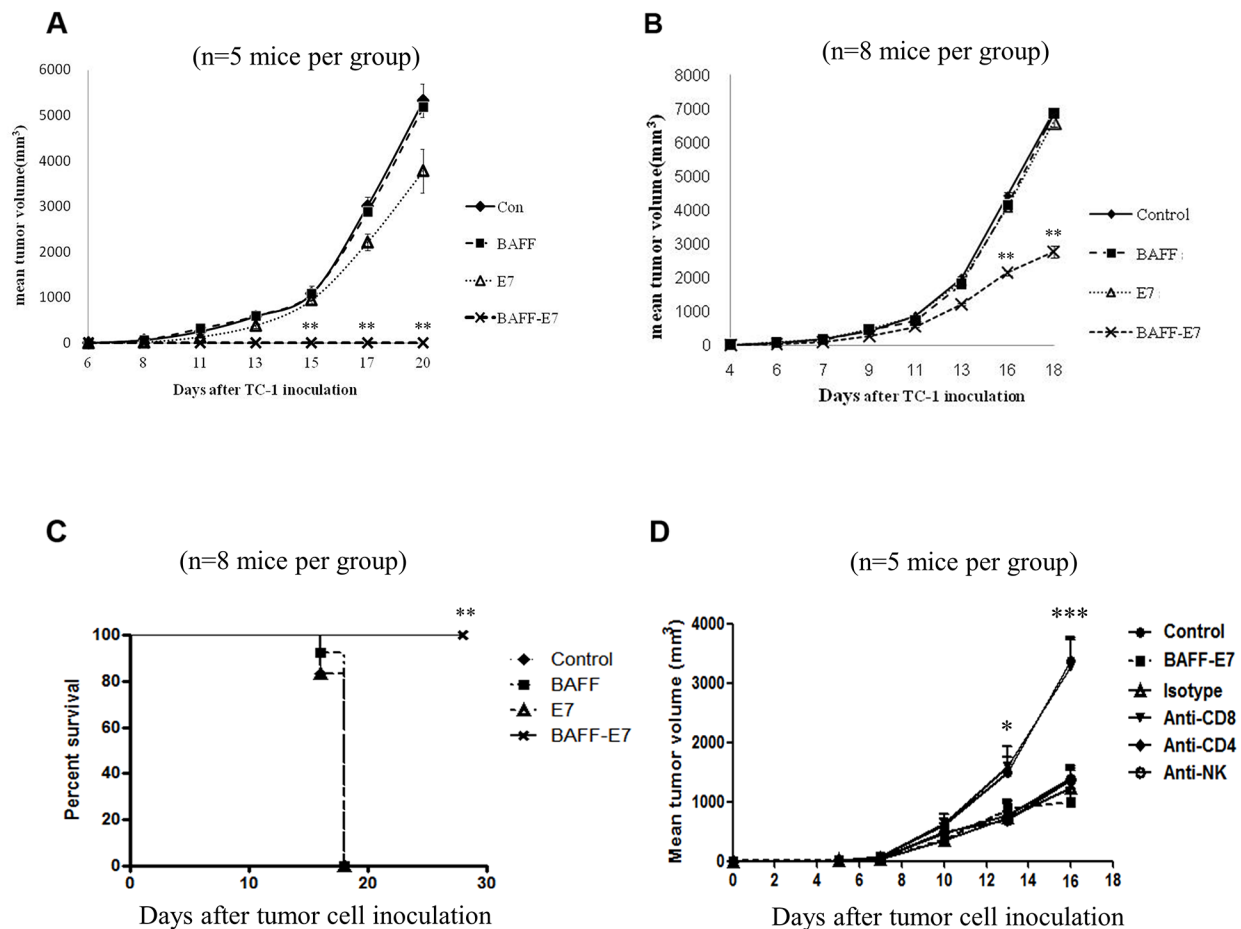 A
(n=5 mice per group)
mean tumor volume(mm³)
6000
5000
4000
3000
2000
1000
0
** ** **
6 8 11 13 15 17 20
Days after TC-1 inoculation
Con
BAFF
E7
BAFF-E7
B
(n=8 mice per group)
mean tumor volume(mm³)
8000
7000
6000
5000
4000
3000
2000
1000
0
** **
4 6 7 9 11 13 16 18
Days after TC-1 inoculation
Control
BAFF
E7
BAFF-E7
C
(n=8 mice per group)
Percent survival
100
80
60
40
20
0
**
0 10 20 30
Days after tumor cell inoculation
Control
BAFF
E7
BAFF-E7
D
(n=5 mice per group)
Mean tumor volume (mm³)
4000
3000
2000
1000
0
* ***
0 2 4 6 8 10 12 14 16 18
Days after tumor cell inoculation
Control
BAFF-E7
Isotype
Anti-CD8
Anti-CD4
Anti-NK